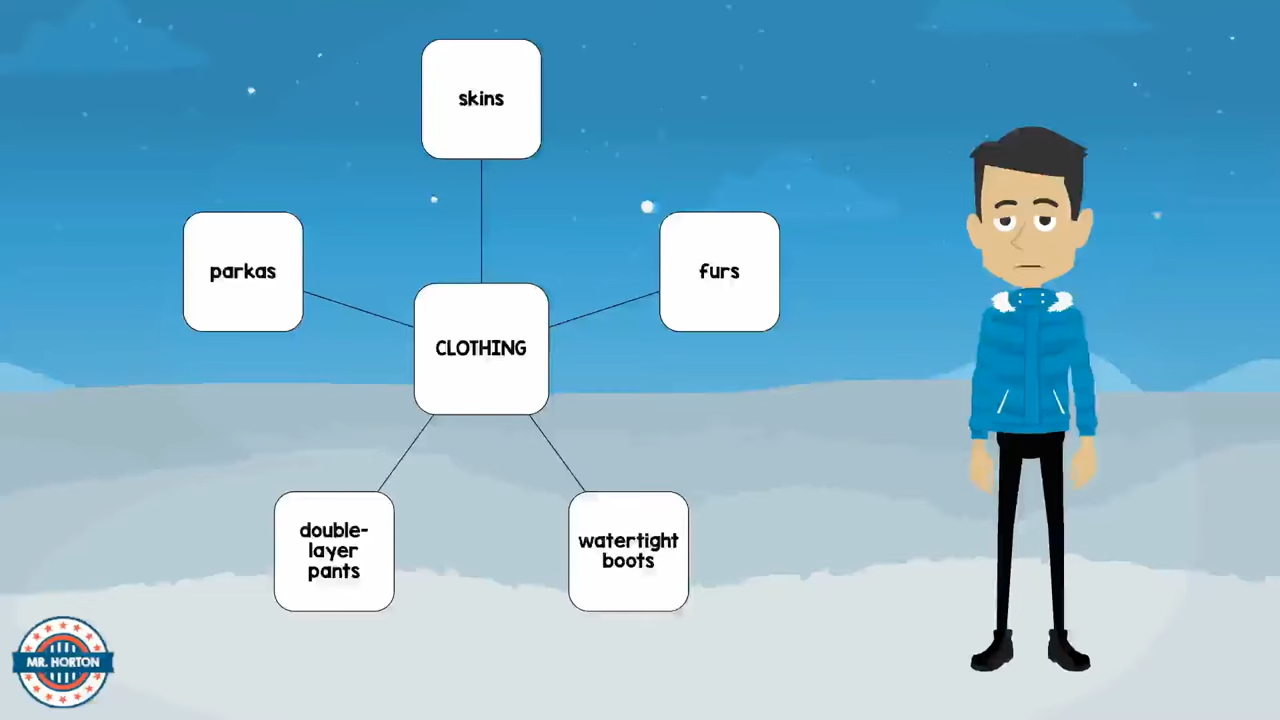 skins
parkas
furs
CLOTHING
double-
layer
pants
watertight
boots
MR. HORTON